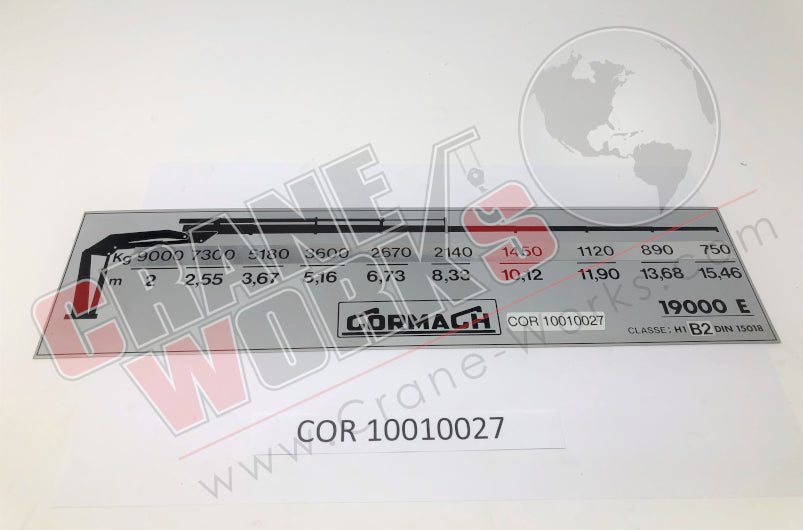 Kg 9000 7300 5180 3600 2670 2140 1450 1120 890 750
m 2 2,55 3,67 5,16 6,73 8,33 10,12 11,90 13,68 15,46
19000 E
CORMACH COR 10010027
CLASSE: H1 B2 DIN 15018
COR 10010027
CRANE
WORKS
www.Crane-Works.com